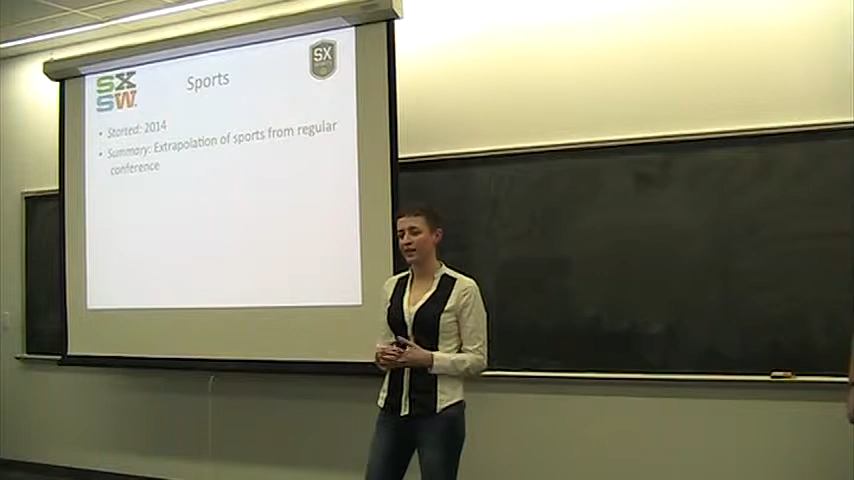 SX
SW
Sports
SX
• Started: 2014
• Summary: Extrapolation of sports from regular
conference